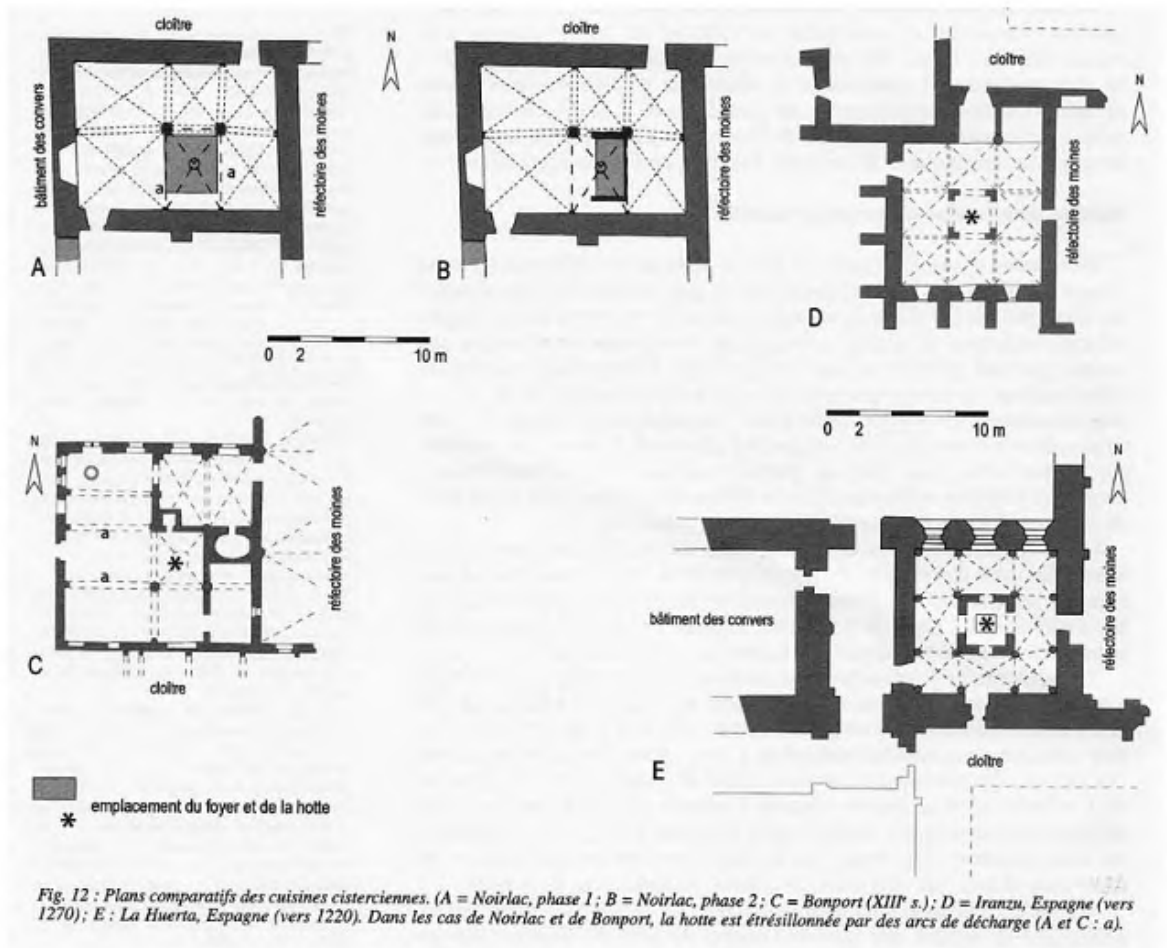 cloître
bâtiment des convers
a
a
réfectoire des moines
A
N
cloître
réfectoire des moines
B
N
cloître
réfectoire des moines
D
N
0 2 10 m
0 2 10 m
N
a
a
réfectoire des moines
C
cloître
N
bâtiment des convers
réfectoire des moines
E
cloître
emplacement du foyer et de la hotte
Fig. 12 : Plans comparatifs des cuisines cisterciennes. (A = Noirlac, phase 1 ; B = Noirlac, phase 2 ; C = Bonport (XIIIᵉ s.) ; D = Iranzu, Espagne (vers
1270) ; E : La Huerta, Espagne (vers 1220). Dans les cas de Noirlac et de Bonport, la hotte est étrésillonnée par des arcs de décharge (A et C : a).